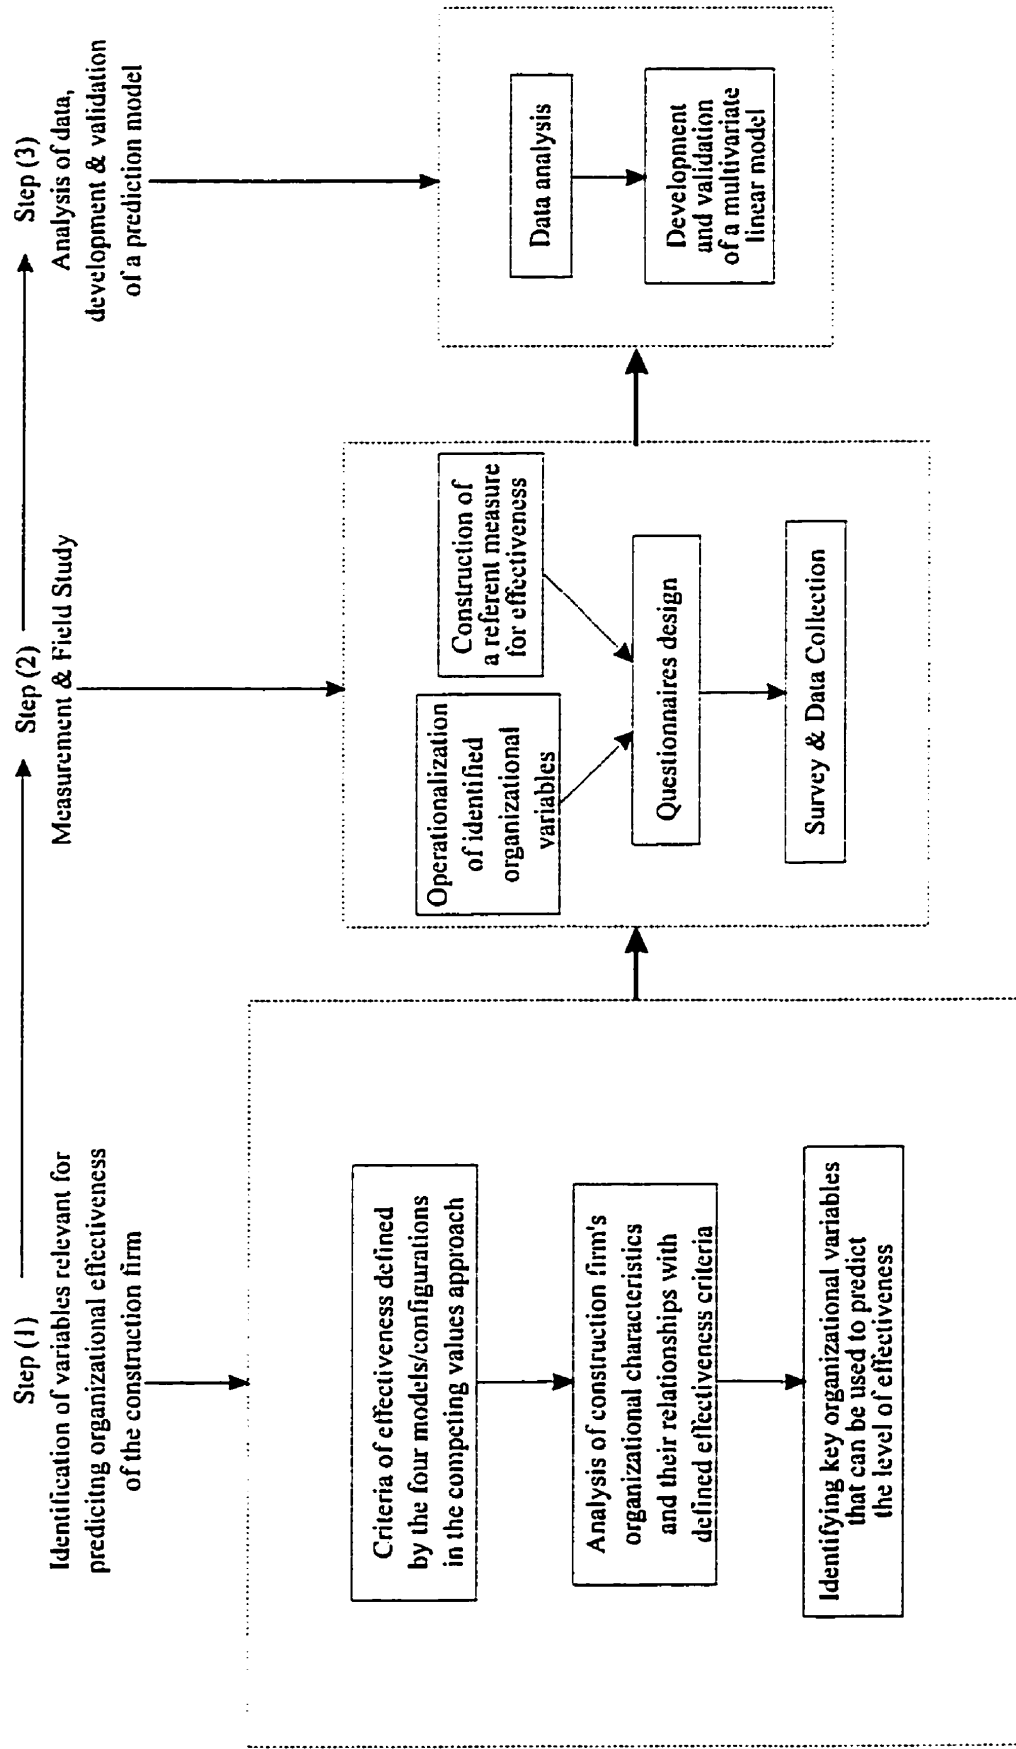 Step (1)
Identification of variables relevant for
predicitng organizational effectiveness
of the construction firm
Criteria of effectiveness defined
by the four models/configurations
in the competing values approach
Analysis of construction firm's
organizational characteristics
and their relationships with
defined effectiveness criteria
Identifying key organizational variables
that can be used to predict
the level of effectiveness
Step (2)
Measurement & Field Study
Operationalization
of identified
organizational
variables
Construction of
a referent measure
for effectiveness
Questionnaires design
Survey & Data Collection
Step (3)
Analysis of data,
development & validation
of a prediction model
Data analysis
Development
and validation
of a multivariate
linear model